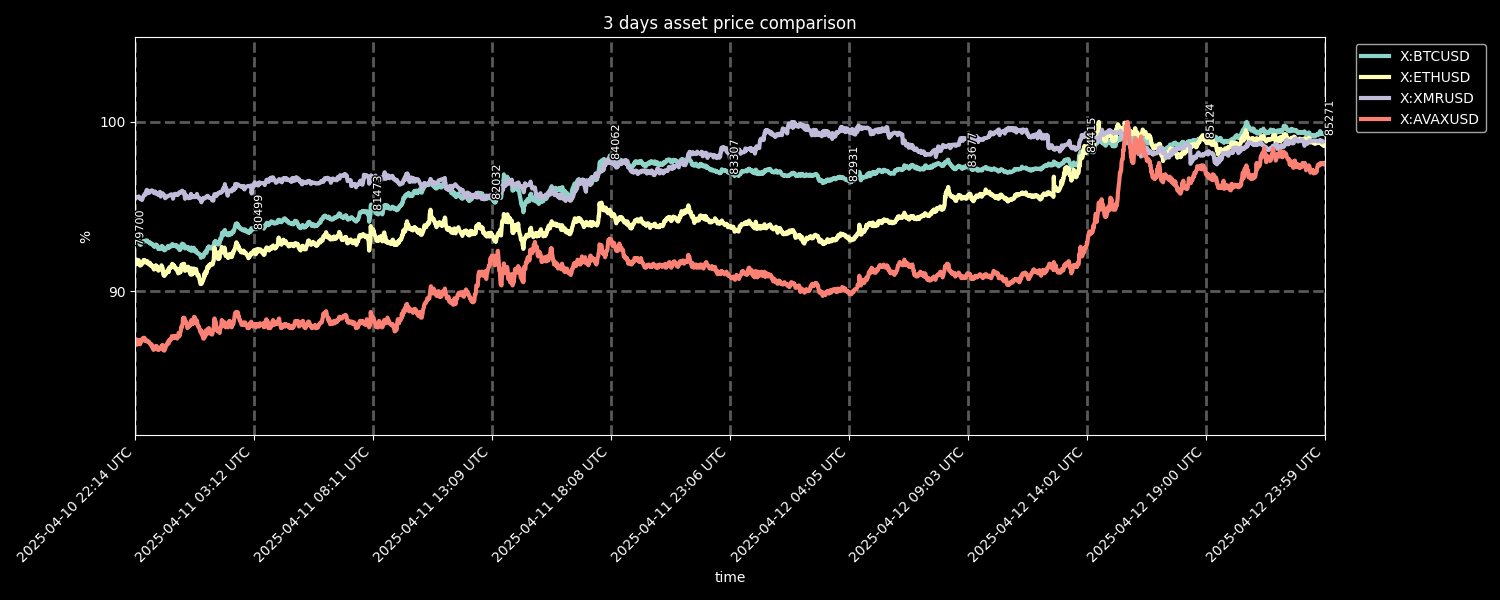 3 days asset price comparison
X:BTCUSD
X:ETHUSD
X:XMRUSD
X:AVAXUSD
%
100
90
79700
80499
81473
82032
84062
83307
82931
83677
84415
85124
85271
2025-04-10 22:14 UTC
2025-04-11 03:12 UTC
2025-04-11 08:11 UTC
2025-04-11 13:09 UTC
2025-04-11 18:08 UTC
2025-04-11 23:06 UTC
2025-04-12 04:05 UTC
2025-04-12 09:03 UTC
2025-04-12 14:02 UTC
2025-04-12 19:00 UTC
2025-04-12 23:59 UTC
time